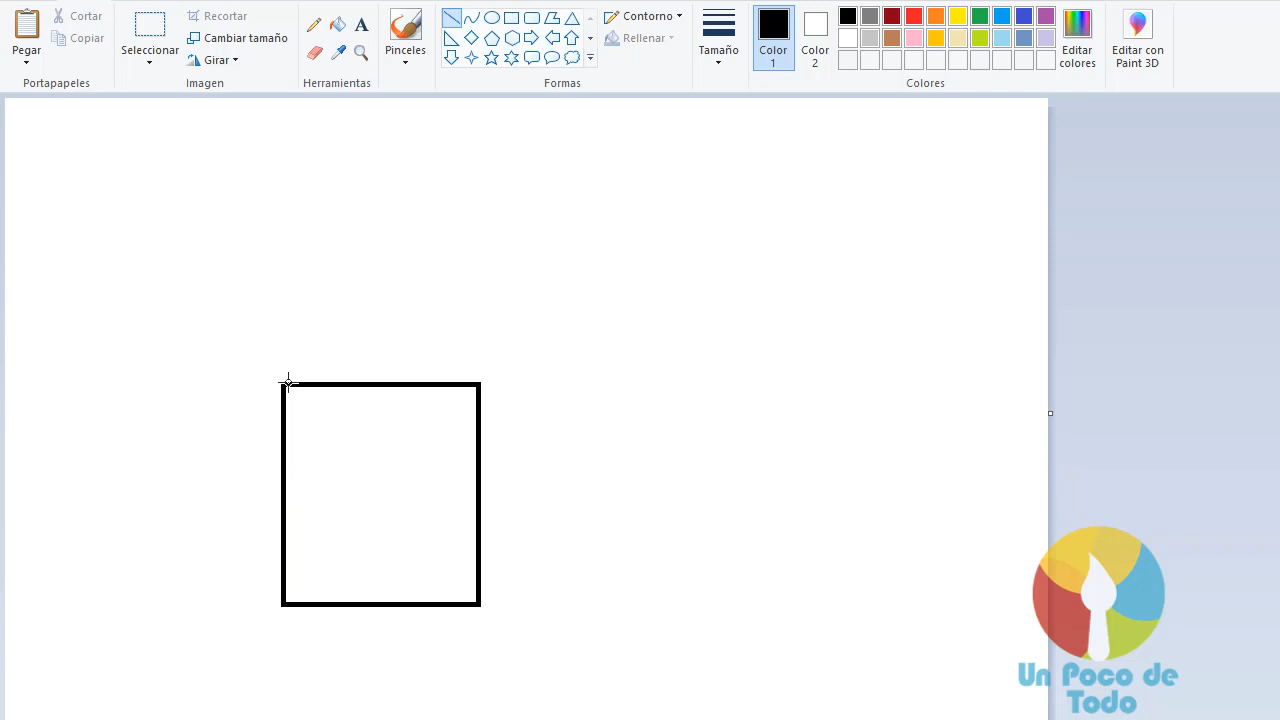 Pegar
Portapapeles
Cortar
Copiar
Seleccionar
Recortar
Cambiar tamaño
Girar
Imagen
A
Herramientas
Pinceles
Contorno
Rellenar
Formas
Tamaño
Color
1
Color
2
Editar
colores
Colores
Editar con
Paint 3D
Un Poco de
Todo